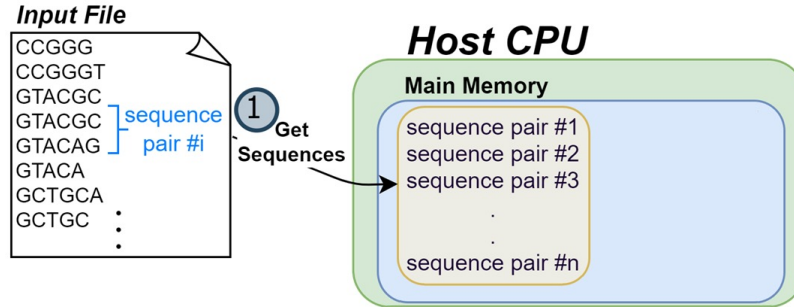 Input File
CCGGG
CCGGGT
GTACGC
GTACGC
GTACAG
GTACA
GCTGCA
GCTGC
sequence
pair #i
1
Get
Sequences
Host CPU
Main Memory
sequence pair #1
sequence pair #2
sequence pair #3
.
.
sequence pair #n